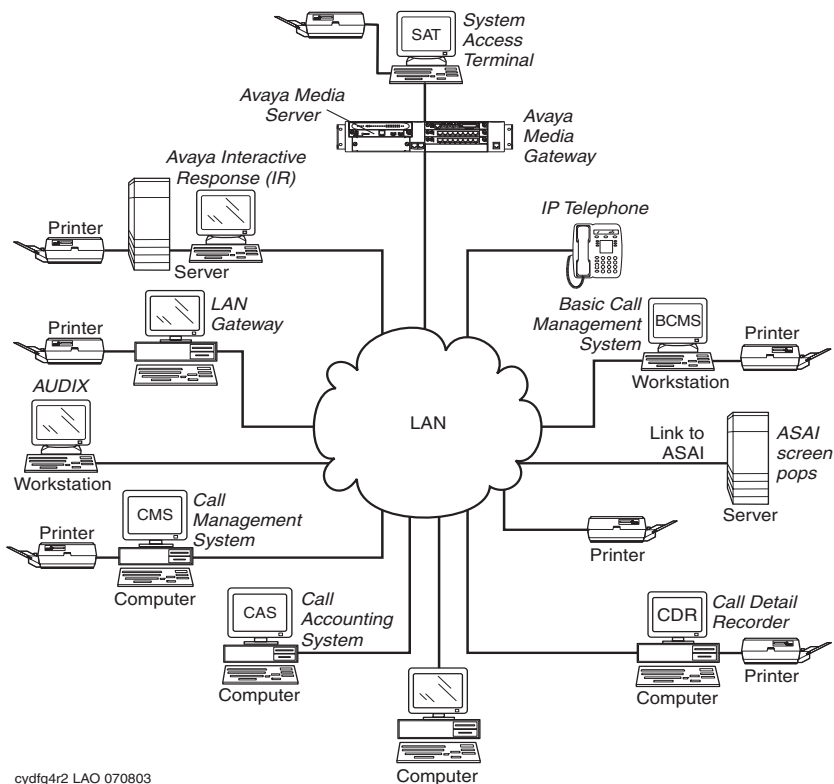 SAT
System
Access
Terminal
Avaya Media
Server
Avaya
Media
Gateway
Avaya Interactive
Response (IR)
Printer
Server
IP Telephone
LAN
Gateway
Printer
Basic Call
Management
System
BCMS
Printer
Workstation
AUDIX
Workstation
LAN
Link to
ASAI
ASAI
screen
pops
Server
CMS
Call
Management
System
Printer
Computer
Printer
CAS
Call
Accounting
System
Computer
CDR
Call Detail
Recorder
Computer
Printer
Computer
cydfq4r2 LAO 070803